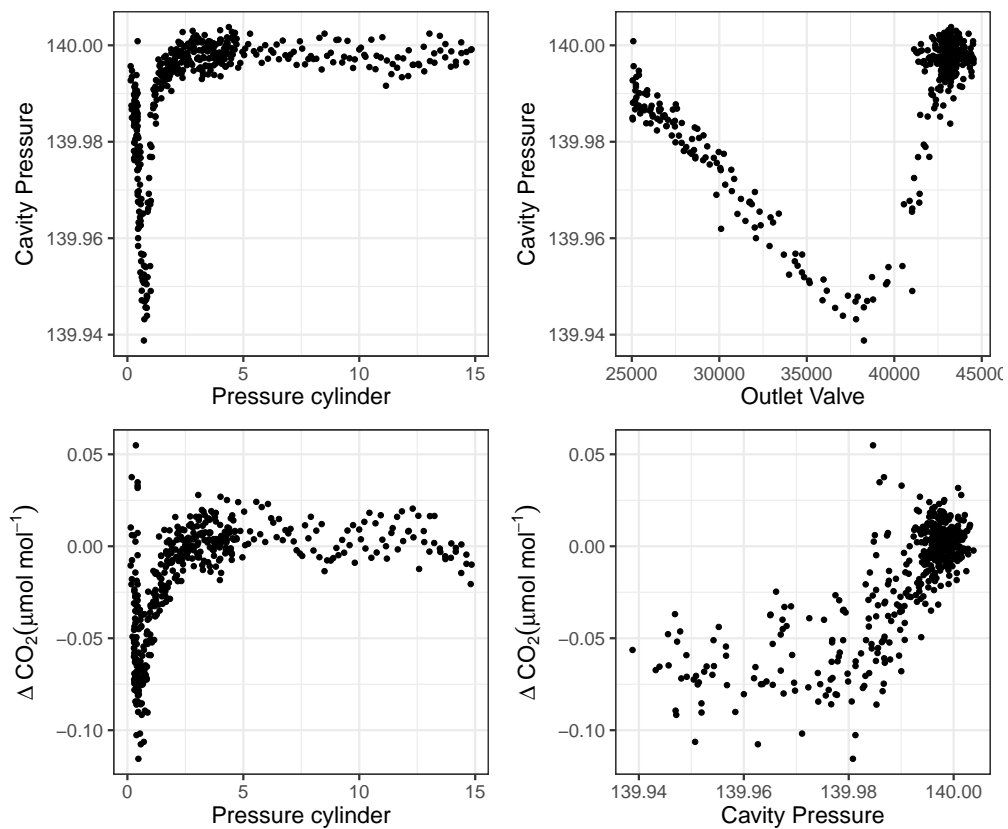 140.00
139.98
139.96
139.94
Cavity Pressure
0 5 10 15
Pressure cylinder
140.00
139.98
139.96
139.94
Cavity Pressure
25000 30000 35000 40000 45000
Outlet Valve
0.05
0.00
−0.05
−0.10
Δ CO₂(μmol mol⁻¹)
0 5 10 15
Pressure cylinder
0.05
0.00
−0.05
−0.10
Δ CO₂(μmol mol⁻¹)
139.94 139.96 139.98 140.00
Cavity Pressure